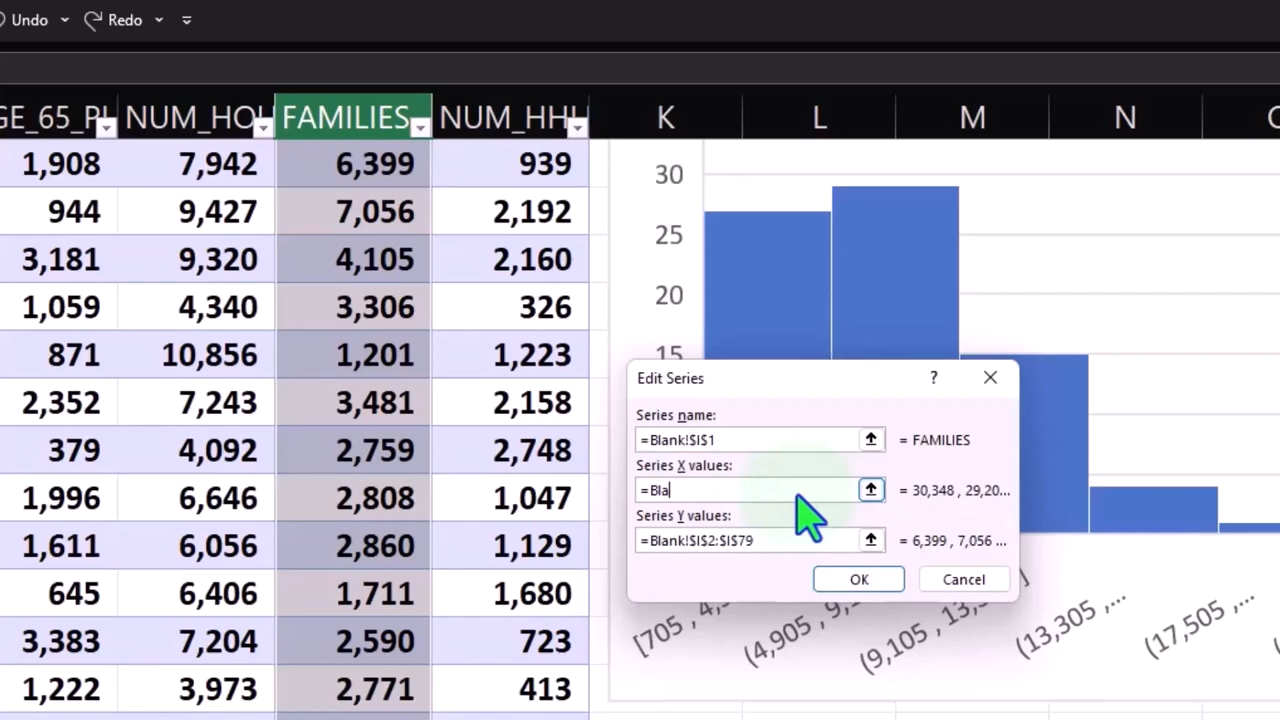 Undo Redo
GE_65_PL NUM_HOU FAMILIES NUM_HHI K L M N
1,908 7,942 6,399 939
944 9,427 7,056 2,192
3,181 9,320 4,105 2,160
1,059 4,340 3,306 326
871 10,856 1,201 1,223
2,352 7,243 3,481 2,158
379 4,092 2,759 2,748
1,996 6,646 2,808 1,047
1,611 6,056 2,860 1,129
645 6,406 1,711 1,680
3,383 7,204 2,590 723
1,222 3,973 2,771 413
30
25
20
15
Edit Series ?
Series name:
=Blank!$I$1 = FAMILIES
Series X values:
=Bla = 30,348 , 29,20...
Series Y values:
=Blank!$I$2:$I$79 = 6,399 , 7,056 ...
OK Cancel
[705 , 4,
(4,905 , 9,
(9,105 , 13,
(13,305 ,...
(17,505 ,...